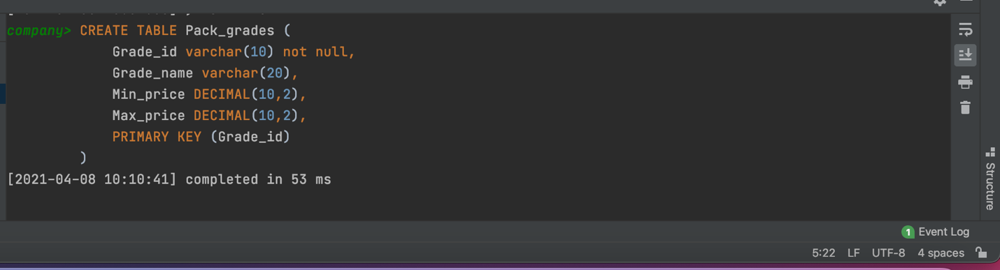 company> CREATE TABLE Pack_grades (
Grade_id varchar(10) not null,
Grade_name varchar(20),
Min_price DECIMAL(10,2),
Max_price DECIMAL(10,2),
PRIMARY KEY (Grade_id)
)
[2021-04-08 10:10:41] completed in 53 ms
Structure
1 Event Log
5:22 LF UTF-8 4 spaces